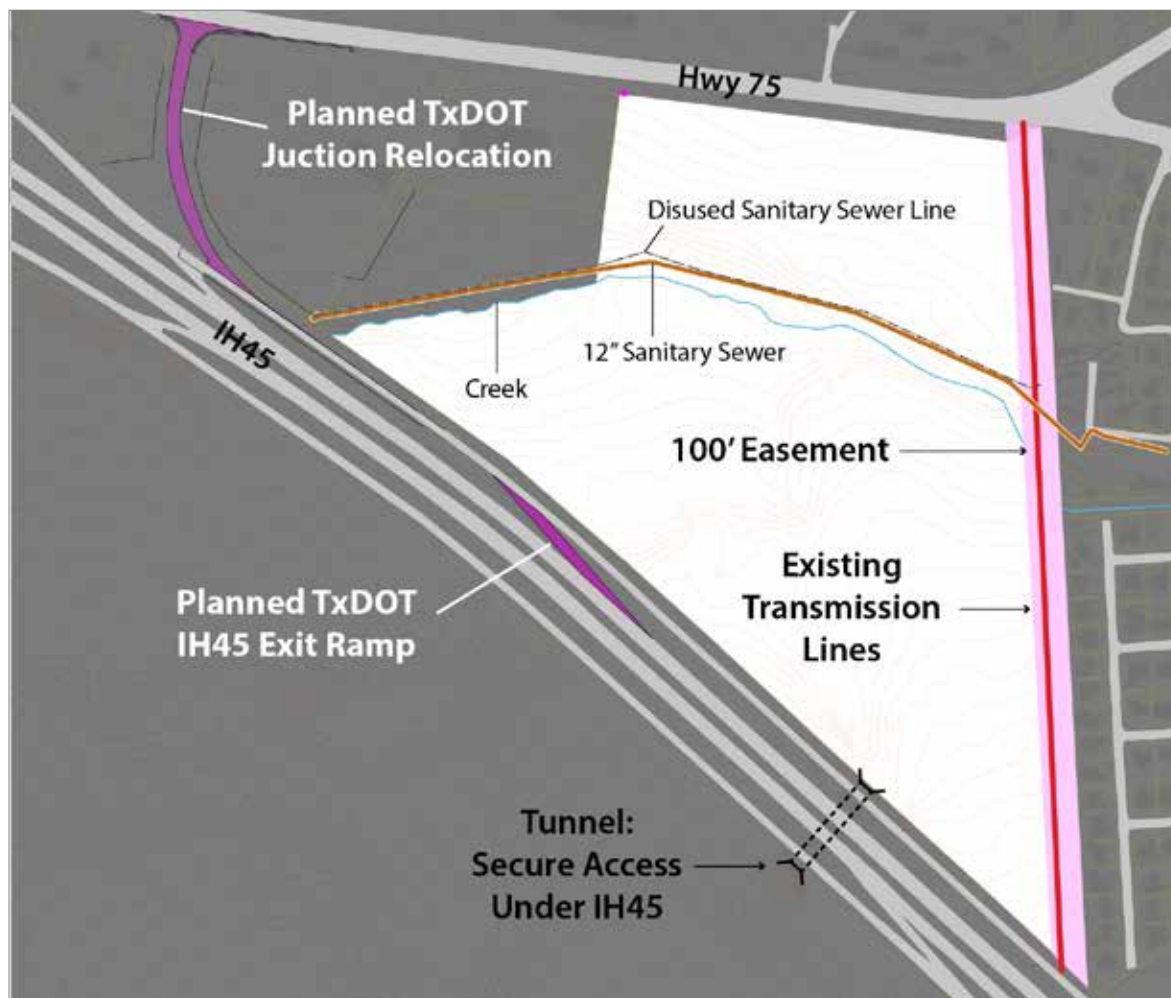 Hwy 75
Planned TxDOT
Juction Relocation
Disused Sanitary Sewer Line
IH45
12” Sanitary Sewer
Creek
100’ Easement
Existing
Transmission
Lines
Planned TxDOT
IH45 Exit Ramp
Tunnel:
Secure Access
Under IH45